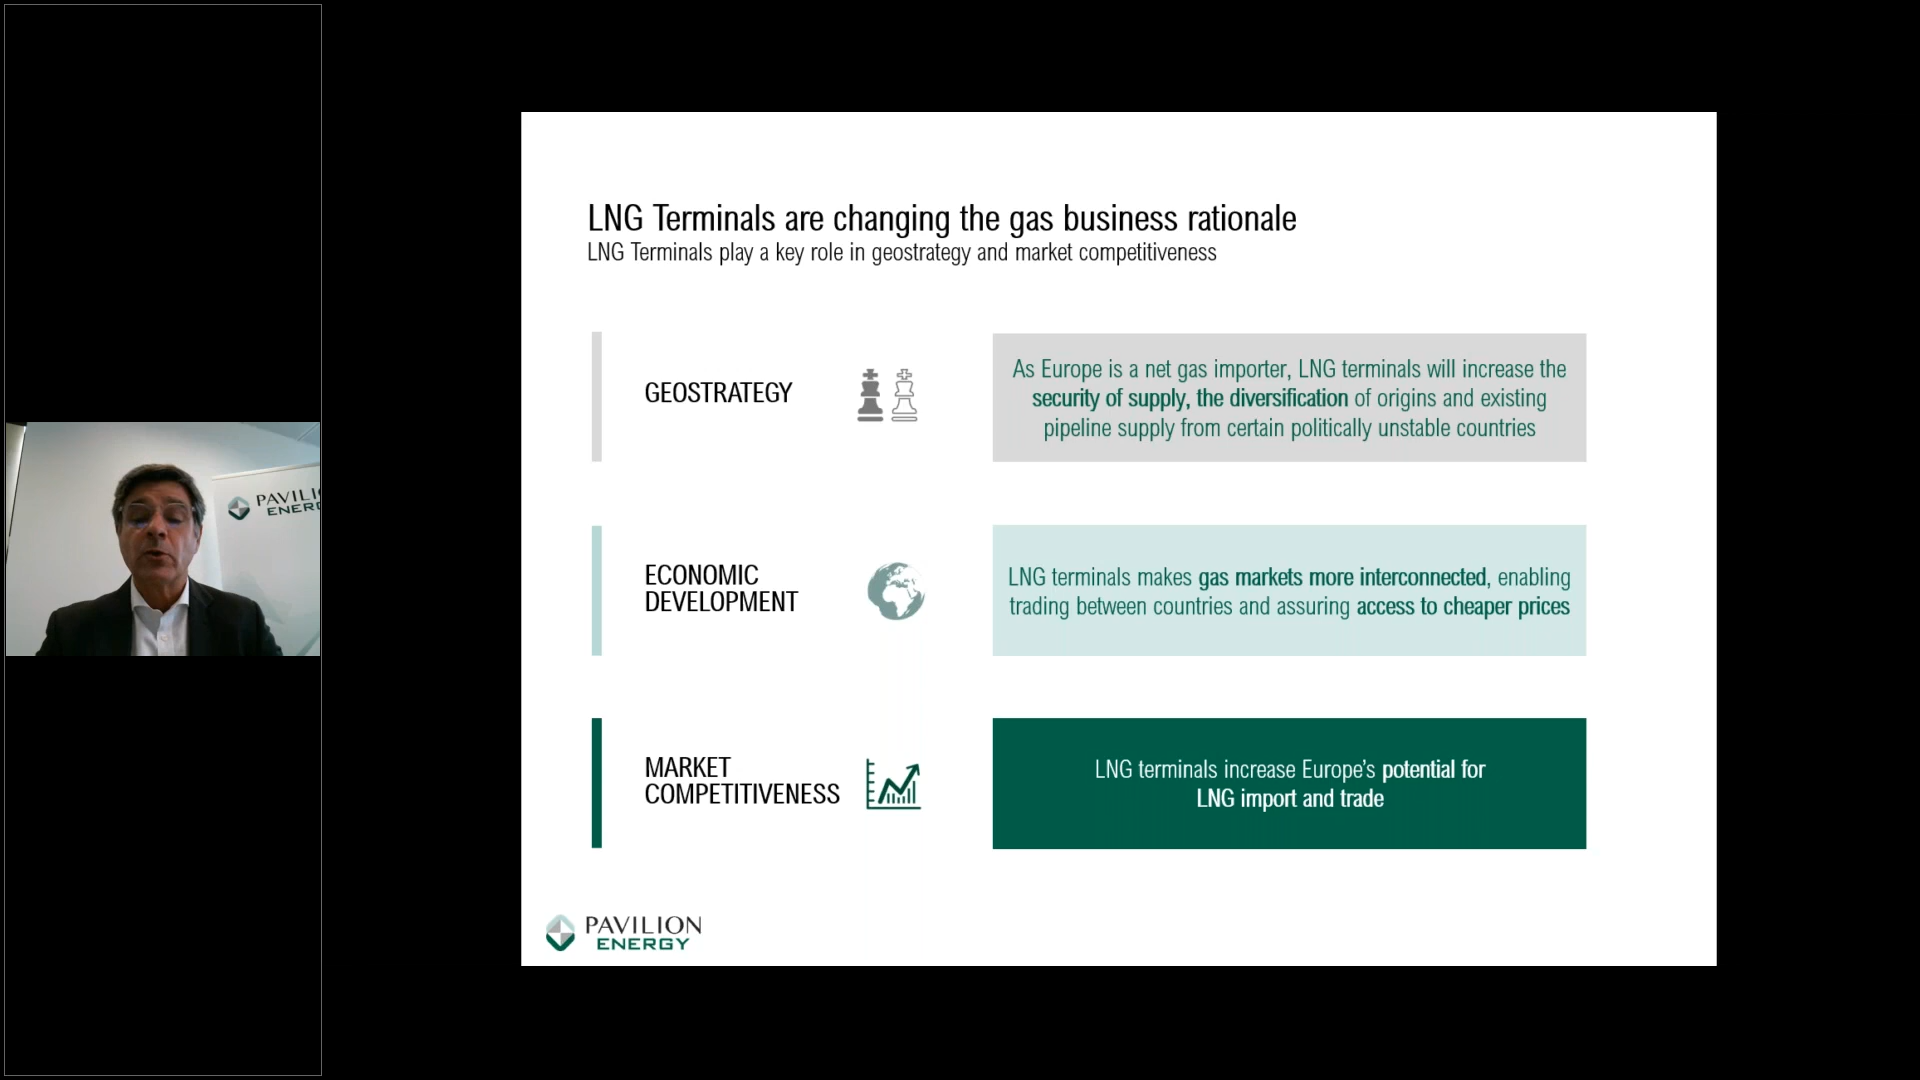 LNG Terminals are changing the gas business rationale
LNG Terminals play a key role in geostrategy and market competitiveness
GEOSTRATEGY
As Europe is a net gas importer, LNG terminals will increase the
security of supply, the diversification of origins and existing
pipeline supply from certain politically unstable countries
ECONOMIC
DEVELOPMENT
LNG terminals makes gas markets more interconnected, enabling
trading between countries and assuring access to cheaper prices
MARKET
COMPETITIVENESS
LNG terminals increase Europe's potential for
LNG import and trade
PAVILION
ENERGY